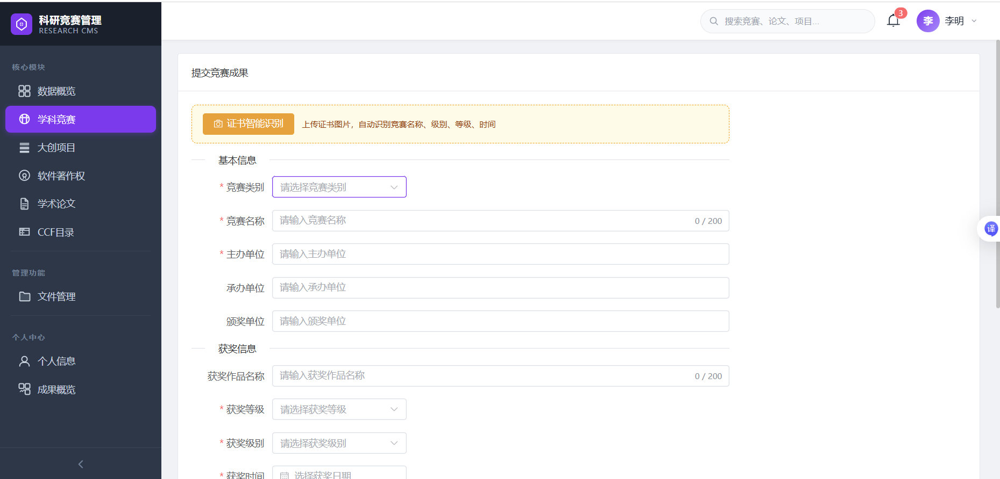 科研竞赛管理
RESEARCH CMS
搜索竞赛、论文、项目...
3
李
李明
核心模块
数据概览
学科竞赛
大创项目
软件著作权
学术论文
CCF目录
管理功能
文件管理
个人中心
个人信息
成果概览
提交竞赛成果
证书智能识别
上传证书图片，自动识别竞赛名称、级别、等级、时间
基本信息
* 竞赛类别
请选择竞赛类别
* 竞赛名称
请输入竞赛名称
0 / 200
* 主办单位
请输入主办单位
承办单位
请输入承办单位
颁奖单位
请输入颁奖单位
获奖信息
获奖作品名称
请输入获奖作品名称
0 / 200
* 获奖等级
请选择获奖等级
* 获奖级别
请选择获奖级别
* 获奖时间
选择获奖日期
译